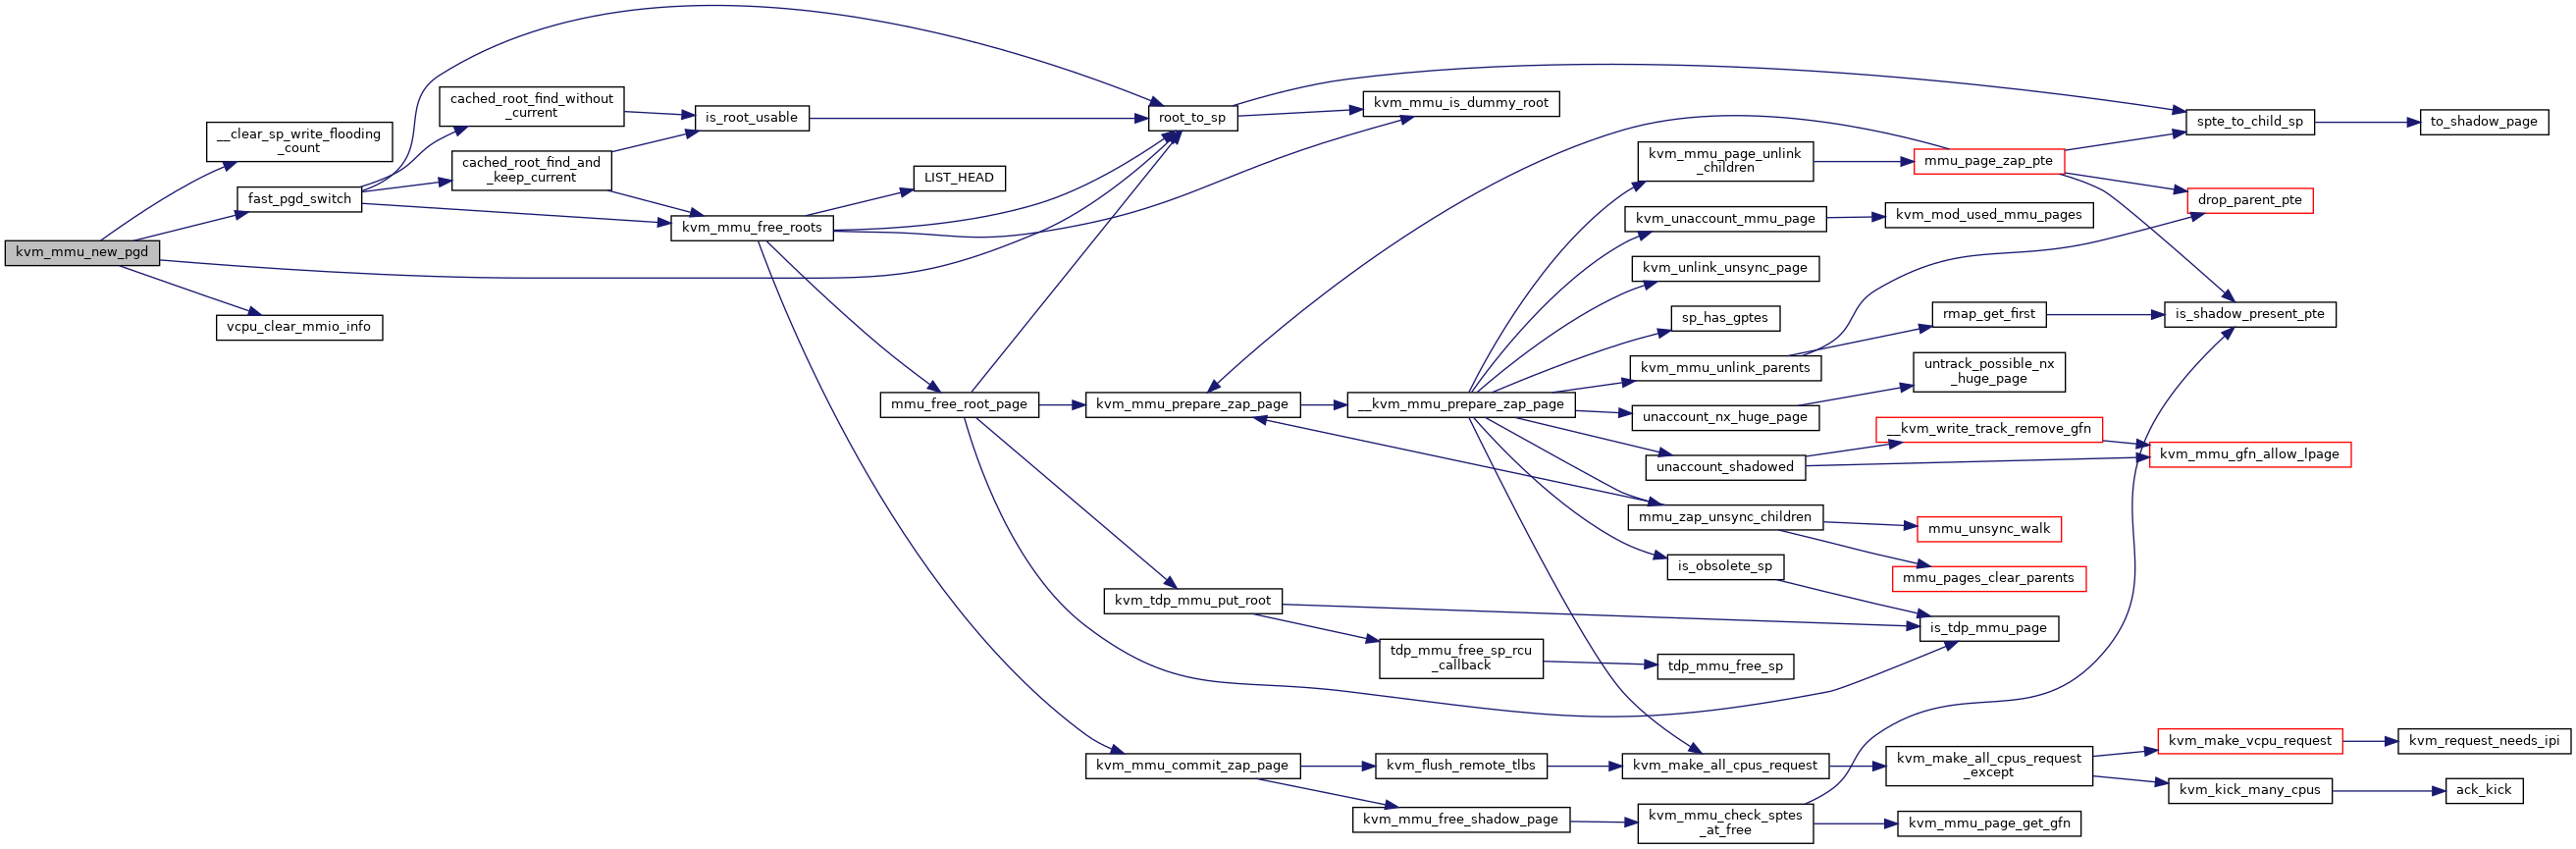 kvm_mmu_new_pgd
__clear_sp_write_flooding
_count
fast_pgd_switch
vcpu_clear_mmio_info
cached_root_find_without
_current
cached_root_find_and
_keep_current
is_root_usable
kvm_mmu_free_roots
LIST_HEAD
mmu_free_root_page
root_to_sp
kvm_mmu_prepare_zap_page
kvm_tdp_mmu_put_root
kvm_mmu_commit_zap_page
kvm_mmu_is_dummy_root
__kvm_mmu_prepare_zap_page
tdp_mmu_free_sp_rcu
_callback
kvm_flush_remote_tlbs
kvm_mmu_free_shadow_page
kvm_mmu_page_unlink
_children
kvm_unaccount_mmu_page
kvm_unlink_unsync_page
sp_has_gptes
kvm_mmu_unlink_parents
unaccount_nx_huge_page
unaccount_shadowed
mmu_zap_unsync_children
is_obsolete_sp
tdp_mmu_free_sp
kvm_make_all_cpus_request
kvm_mmu_check_sptes
_at_free
mmu_page_zap_pte
kvm_mod_used_mmu_pages
rmap_get_first
untrack_possible_nx
_huge_page
__kvm_write_track_remove_gfn
mmu_unsync_walk
mmu_pages_clear_parents
is_tdp_mmu_page
kvm_make_all_cpus_request
_except
kvm_mmu_page_get_gfn
spte_to_child_sp
drop_parent_pte
is_shadow_present_pte
kvm_mmu_gfn_allow_lpage
kvm_make_vcpu_request
kvm_kick_many_cpus
to_shadow_page
kvm_request_needs_ipi
ack_kick